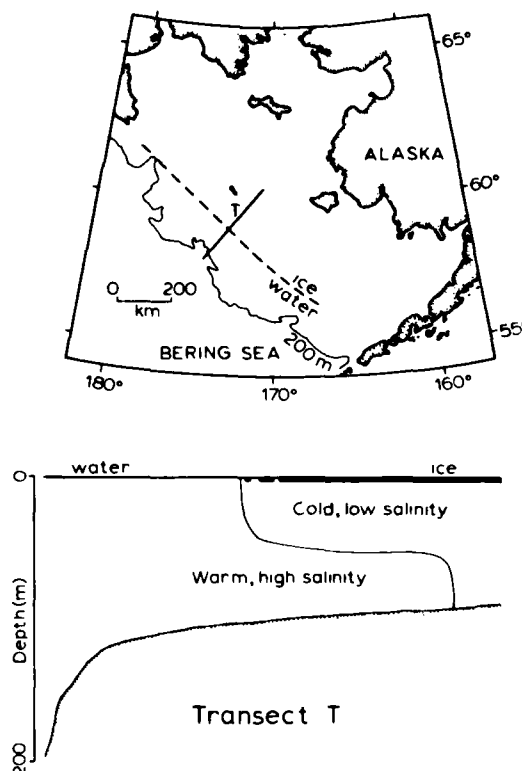 65°
ALASKA
60°
T
ice
water
0 200
km
200m
55°
BERING SEA
180° 170° 160°
water ice
0
Cold, low salinity
Warm, high salinity
Depth(m)
Transect T
200